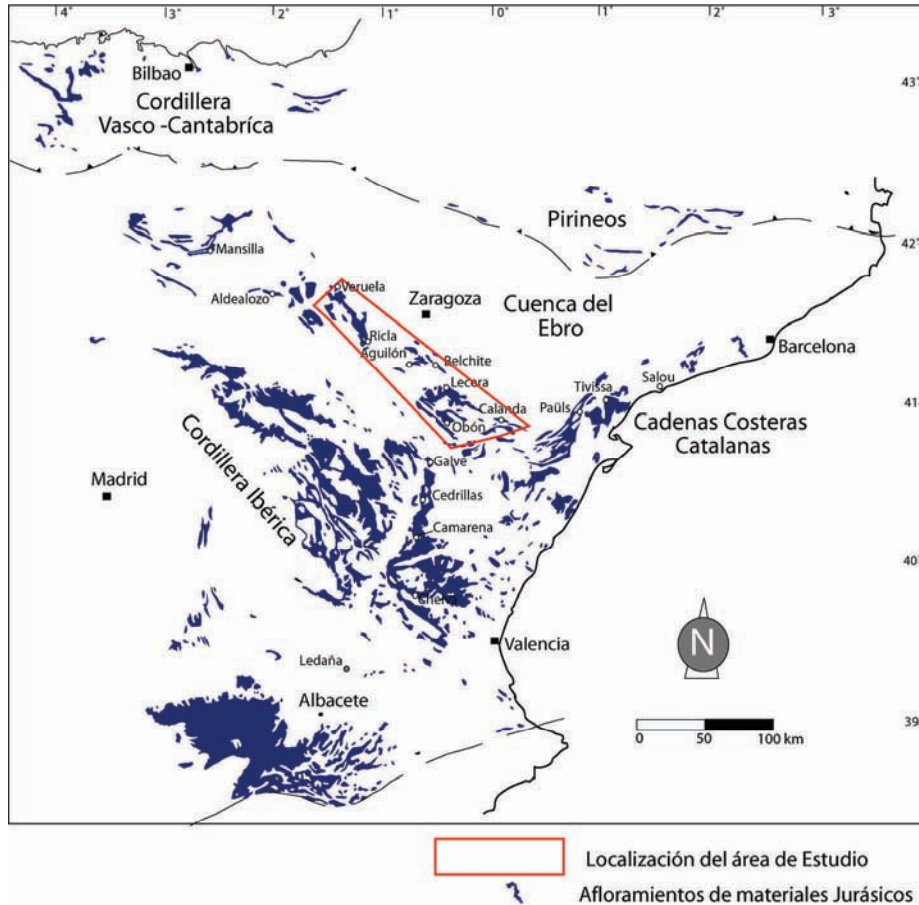 4° 3° 2° 1° 0° 1° 2° 3°
Bilbao
43°
Cordillera
Vasco -Cantabríca
Pirineos
42°
Mansilla
Veruela
Aldealozo
Zaragoza
Cuenca del
Ebro
Ricla
Aguilón
Belchite
Barcelona
Lecera
Salou
Tivissa
41°
Calanda
Paüls
Obón
Cadenas Costeras
Catalanas
Galve
Cordillera Ibérica
Madrid
Cedrillas
Camarena
40°
Chelva
N
Valencia
Ledaña
Albacete
39°
0 50 100 km
Localización del área de Estudio
Afloramientos de materiales Jurásicos